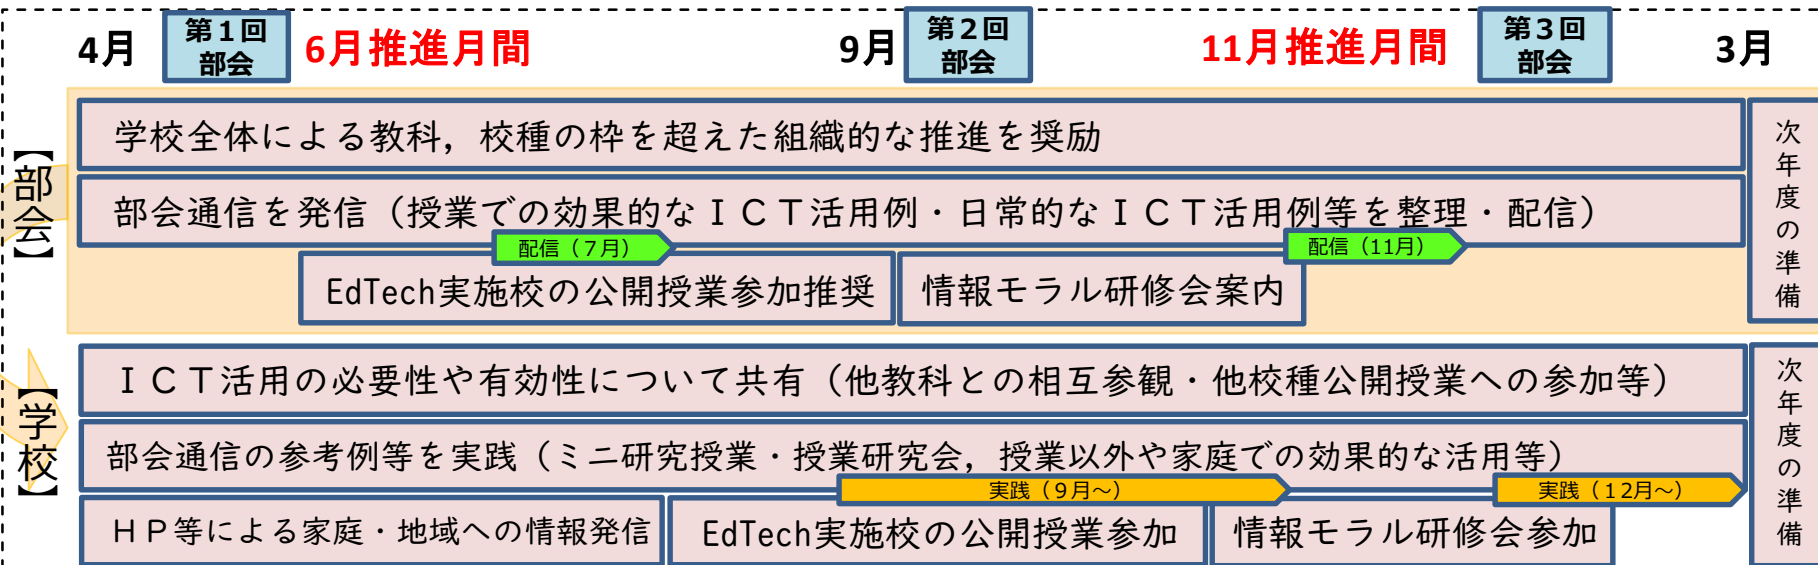 4月
第１回
部会
6月推進月間
9月
第２回
部会
11月推進月間
第３回
部会
3月
【部会】
学校全体による教科，校種の枠を超えた組織的な推進を奨励
部会通信を発信（授業での効果的なＩＣＴ活用例・日常的なＩＣＴ活用例等を整理・配信）
配信（７月）
配信（11月）
EdTech実施校の公開授業参加推奨
情報モラル研修会案内
次年度の準備
【学校】
ＩＣＴ活用の必要性や有効性について共有（他教科との相互参観・他校種公開授業への参加等）
部会通信の参考例等を実践（ミニ研究授業・授業研究会，授業以外や家庭での効果的な活用等）
実践（９月～）
実践（１２月～）
ＨＰ等による家庭・地域への情報発信
EdTech実施校の公開授業参加
情報モラル研修会参加
次年度の準備